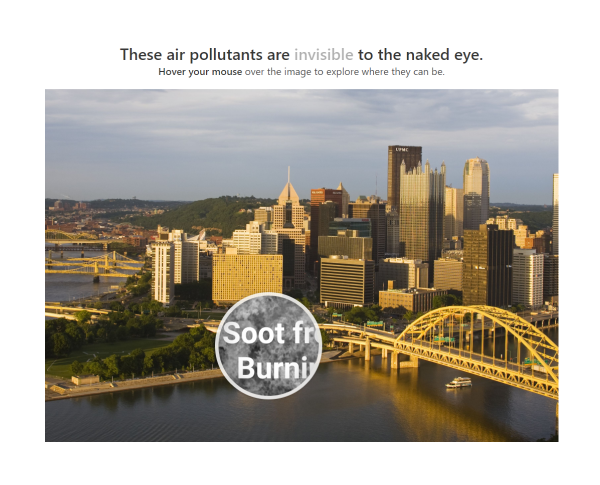 These air pollutants are invisible to the naked eye.
Hover your mouse over the image to explore where they can be.
UPMC
Soot fr
Burni